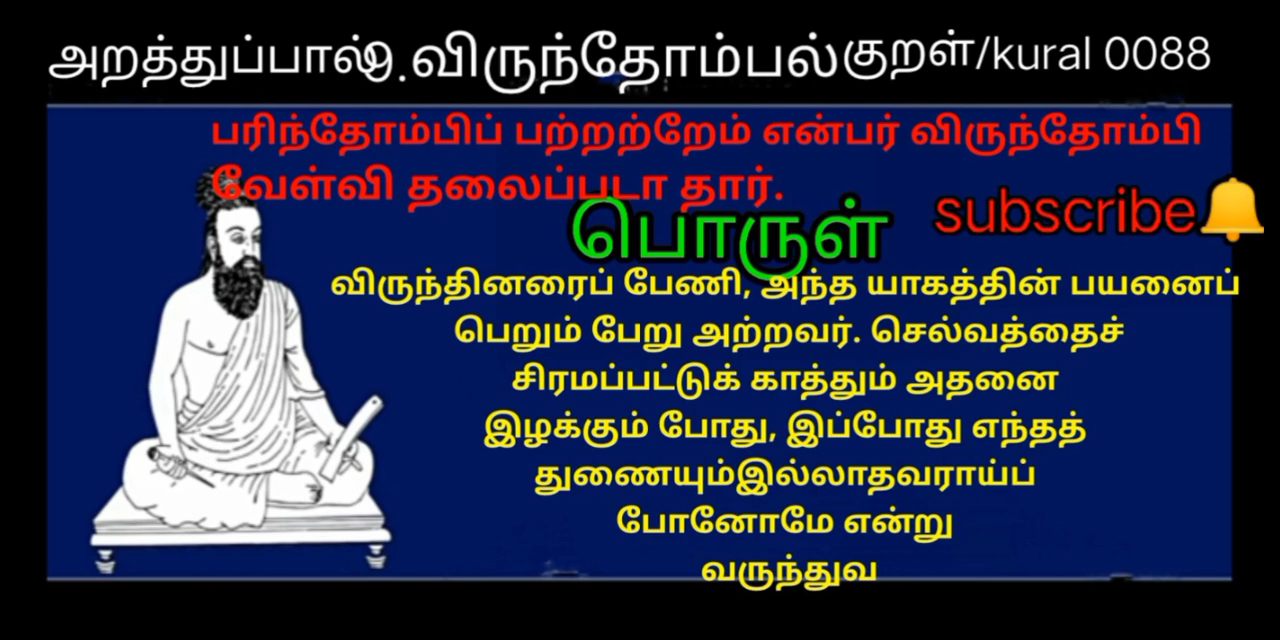 அறத்துப்பால் 9.விருந்தோம்பல் குறள்/kural 0088
பரிந்தோம்பிப் பற்றற்றேம் என்பர் விருந்தோம்பி
வேள்வி தலைப்படா தார்.
பொருள்
subscribe
விருந்தினரைப் பேணி, அந்த யாகத்தின் பயனைப்
பெறும் பேறு அற்றவர். செல்வத்தைச்
சிரமப்பட்டுக் காத்தும் அதனை
இழக்கும் போது, இப்போது எந்தத்
துணையும்இல்லாதவராய்ப்
போனோமே என்று
வருந்துவ